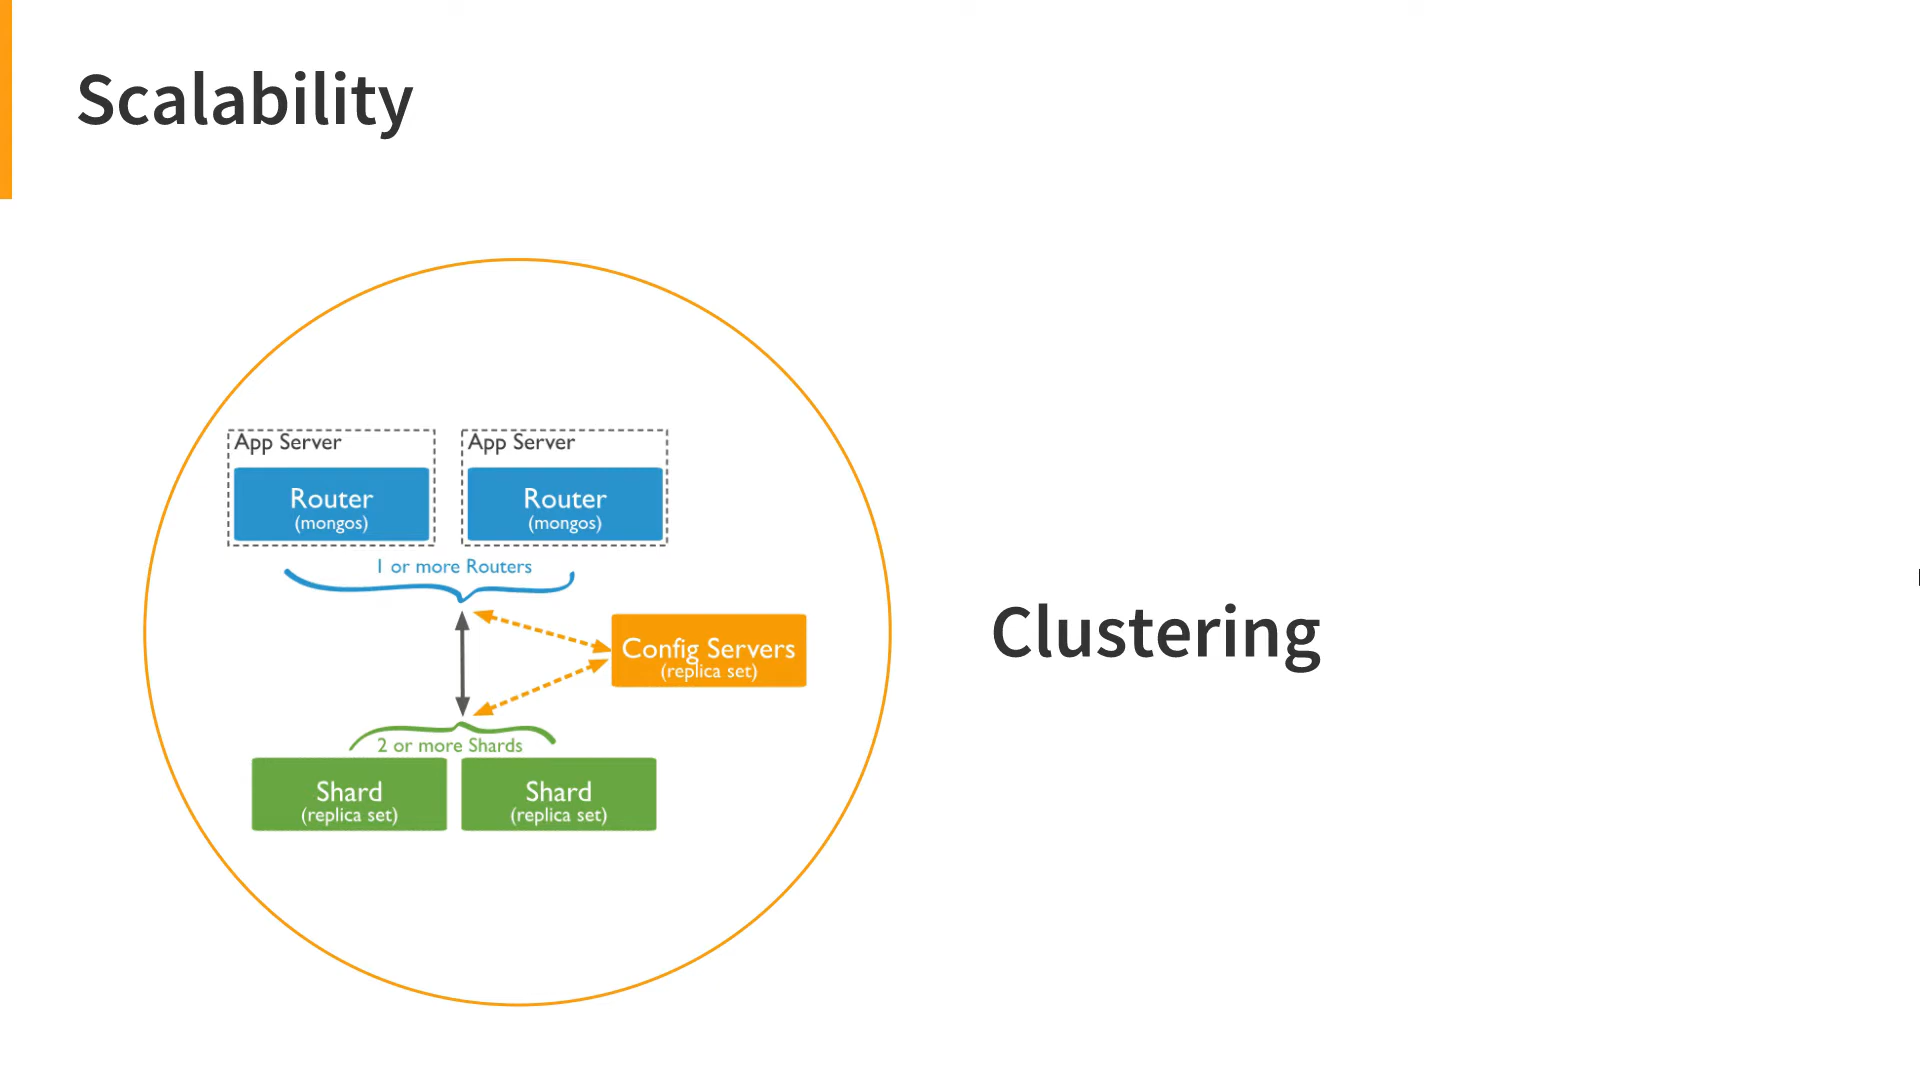 Scalability
App Server
App Server
Router
(mongos)
Router
(mongos)
1 or more Routers
Config Servers
(replica set)
Clustering
2 or more Shards
Shard
(replica set)
Shard
(replica set)